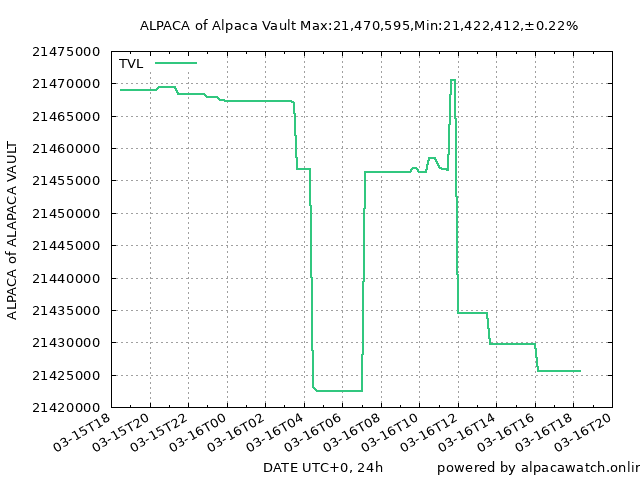 ALPACA of Alpaca Vault Max:21,470,595,Min:21,422,412,±0.22%
21475000
TVL
21470000
21465000
21460000
21455000
21450000
21445000
21440000
21435000
21430000
21425000
21420000
ALPACA of ALAPACA VAULT
03-15T18
03-15T20
03-15T22
03-16T00
03-16T02
03-16T04
03-16T06
03-16T08
03-16T10
03-16T12
03-16T14
03-16T16
03-16T18
03-16T20
DATE UTC+0, 24h
powered by alpacawatch.onlin